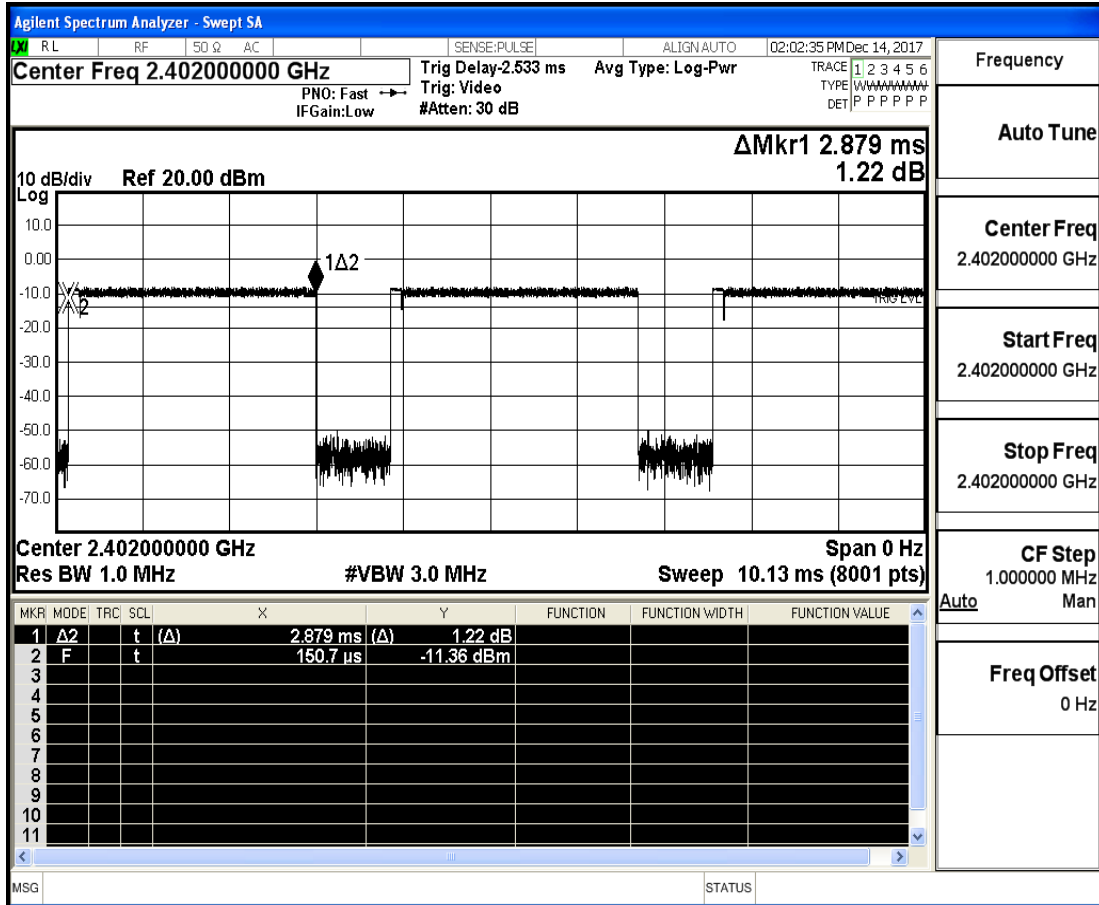 Agilent Spectrum Analyzer - Swept SA
LXI RL RF 50 Ω AC SENSE:PULSE ALIGN AUTO 02:02:35 PM Dec 14, 2017
Center Freq 2.402000000 GHz
PNO: Fast
IFGain:Low
Trig Delay-2.533 ms
Trig: Video
#Atten: 30 dB
Avg Type: Log-Pwr
TRACE 1 2 3 4 5 6
TYPE WWWWWW
DET P P P P P P
ΔMkr1 2.879 ms
1.22 dB
10 dB/div Ref 20.00 dBm
Log
10.0
0.00
-10.0
-20.0
-30.0
-40.0
-50.0
-60.0
-70.0
1Δ2
2
TRIG LVL
Center 2.402000000 GHz Span 0 Hz
Res BW 1.0 MHz #VBW 3.0 MHz Sweep 10.13 ms (8001 pts)
MKR MODE TRC SCL X Y FUNCTION FUNCTION WIDTH FUNCTION VALUE
1 Δ2 t (Δ) 2.879 ms (Δ) 1.22 dB
2 F t 150.7 µs -11.36 dBm
3
4
5
6
7
8
9
10
11
MSG STATUS
Frequency
Auto Tune
Center Freq
2.402000000 GHz
Start Freq
2.402000000 GHz
Stop Freq
2.402000000 GHz
CF Step
1.000000 MHz
Auto Man
Freq Offset
0 Hz